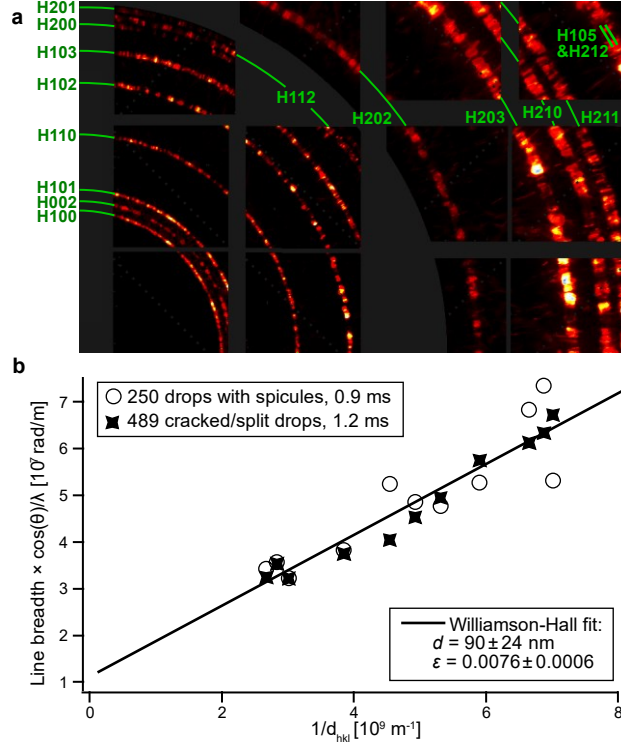 a
H201
H200
H103
H102
H110
H101
H002
H100
H112
H202
H203
H210
H211
H105
&H212
b
Line breadth × cos(θ)/λ [10⁷ rad/m]
7
6
5
4
3
2
1
○ 250 drops with spicules, 0.9 ms
489 cracked/split drops, 1.2 ms
Williamson-Hall fit:
d = 90±24 nm
ε = 0.0076±0.0006
0 2 4 6 8
1/dₕₖₗ [10⁹ m⁻¹]